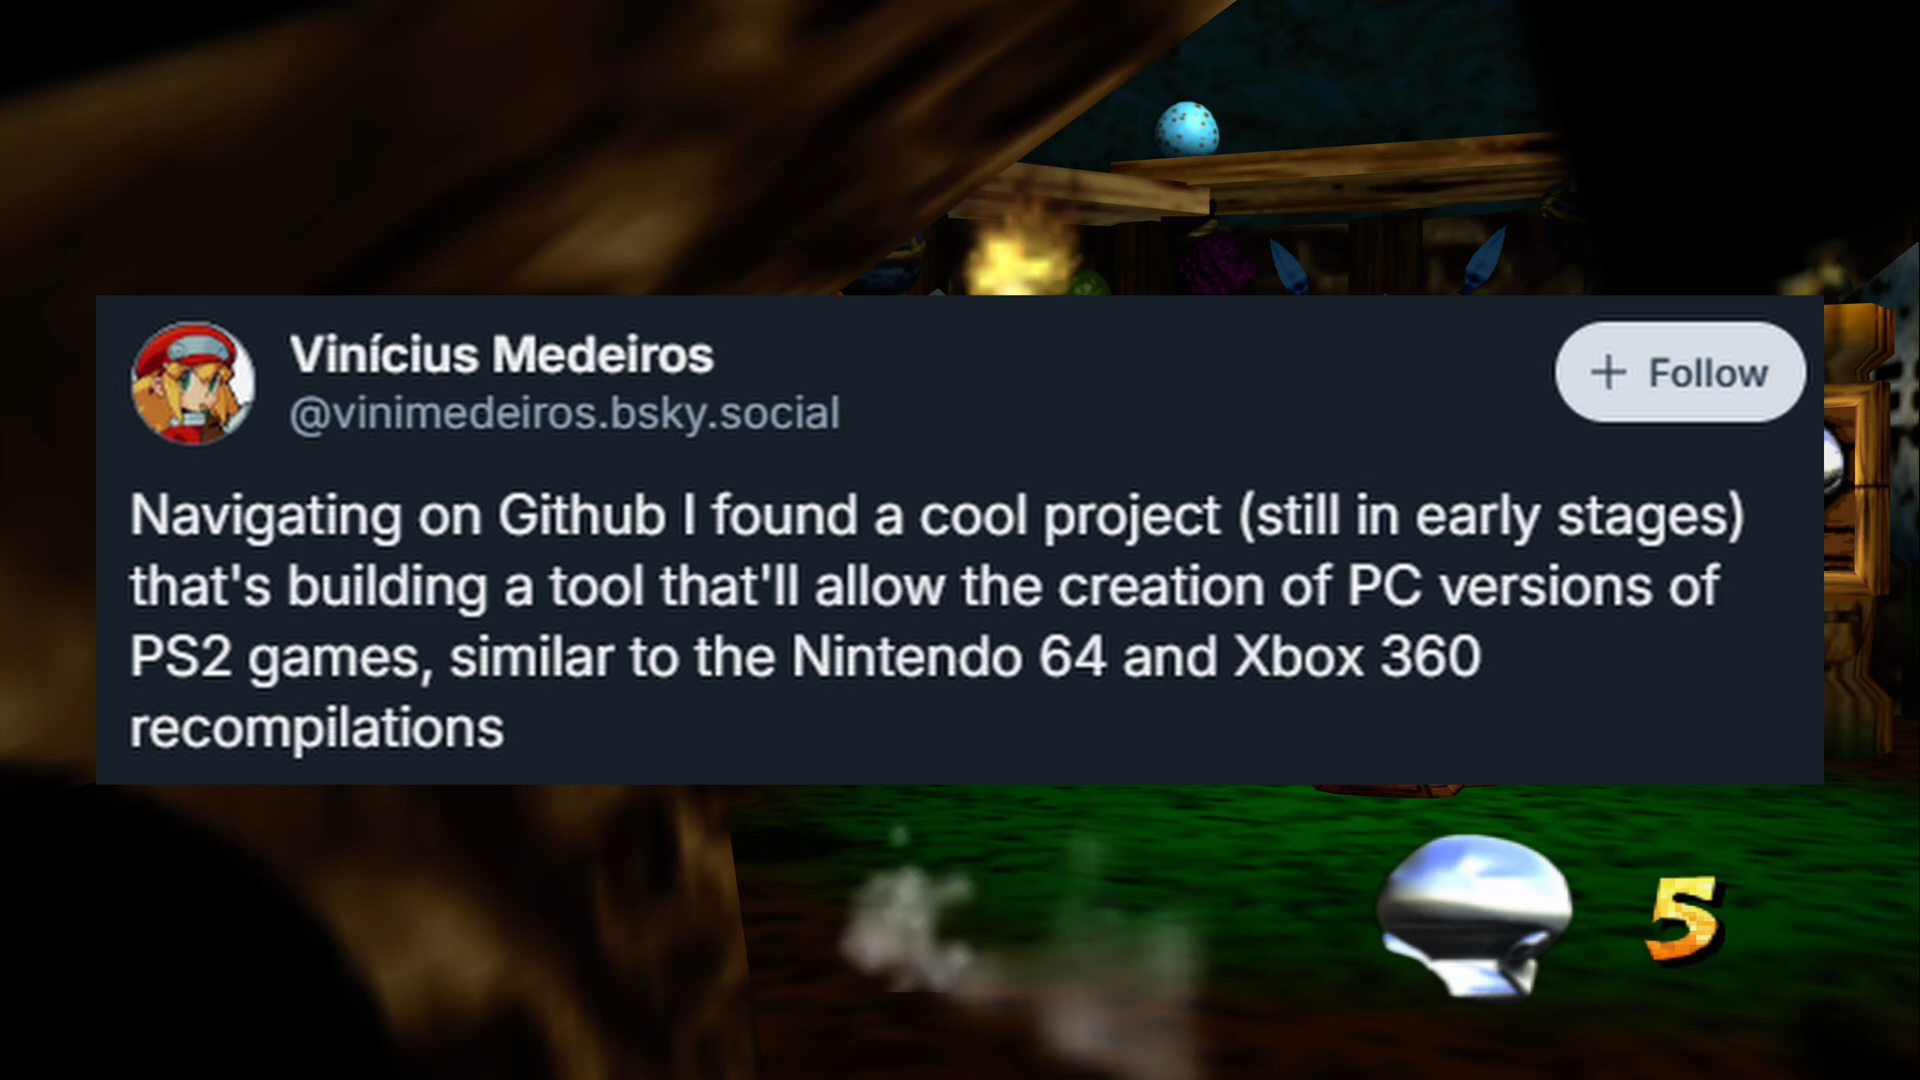 Vinícius Medeiros
@vinimedeiros.bsky.social
+ Follow
Navigating on Github I found a cool project (still in early stages)
that's building a tool that'll allow the creation of PC versions of
PS2 games, similar to the Nintendo 64 and Xbox 360
recompilations
5